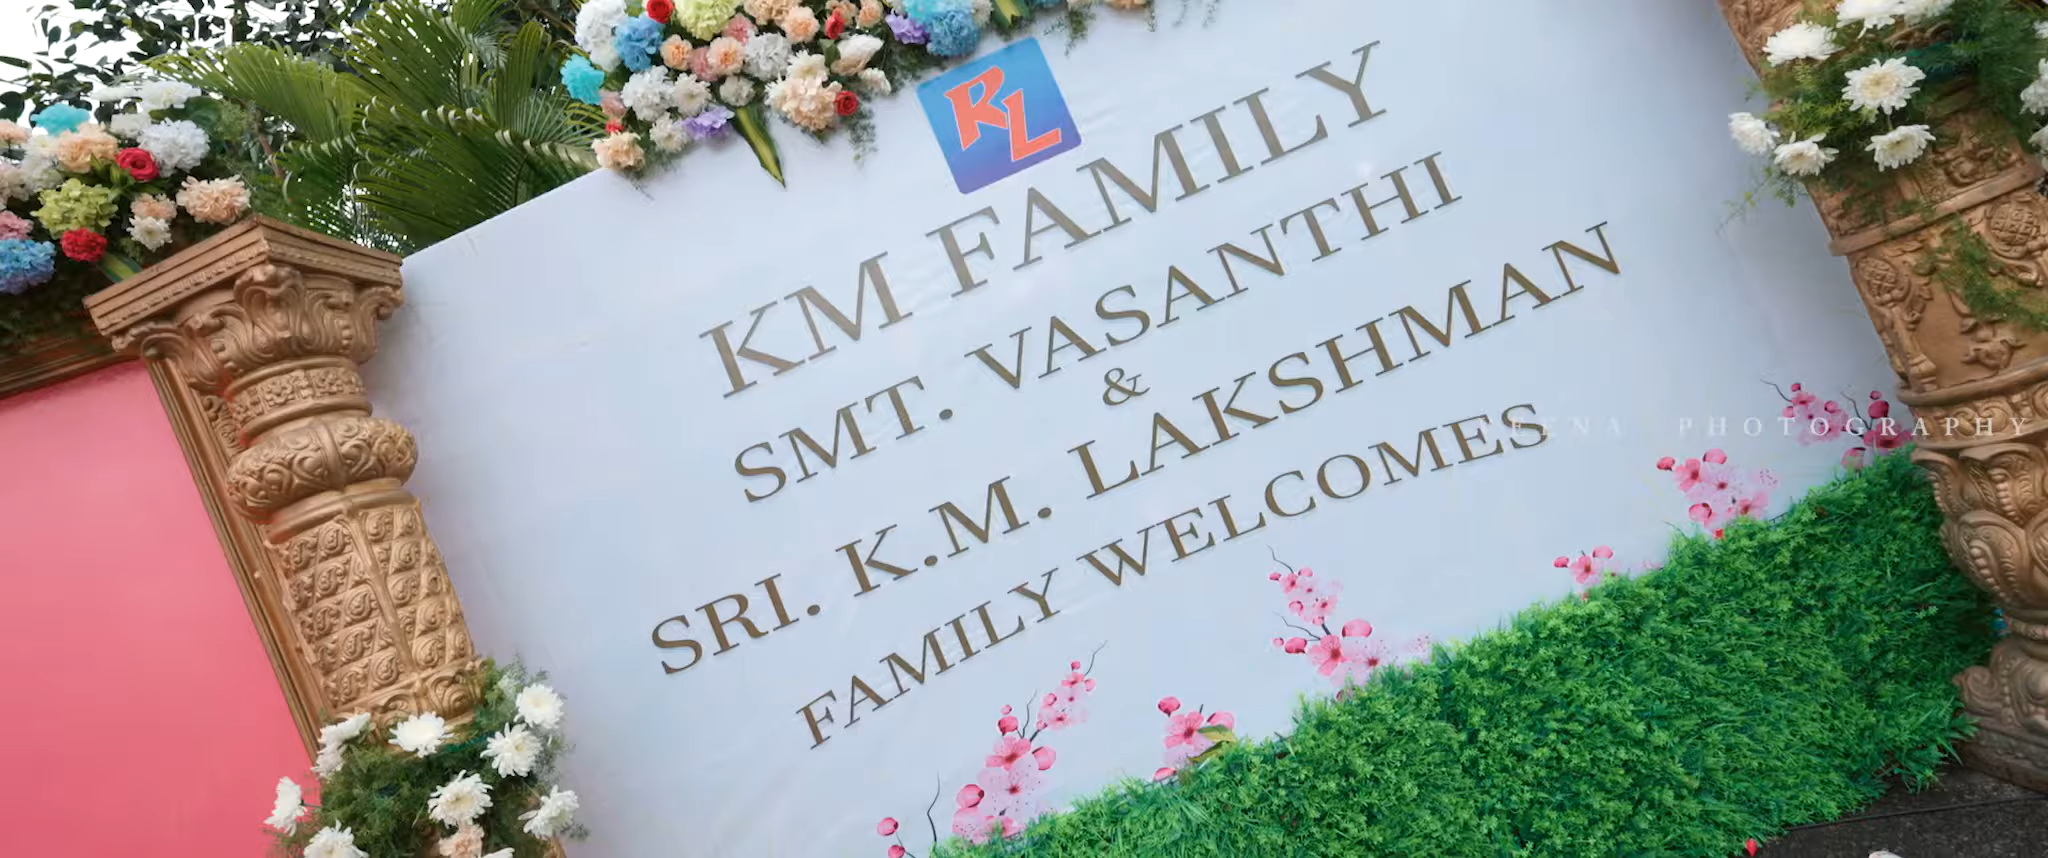 RL
KM FAMILY
SMT. VASANTHI
&
SRI. K.M. LAKSHMAN
FAMILY WELCOMES
PHOTOGRAPHY